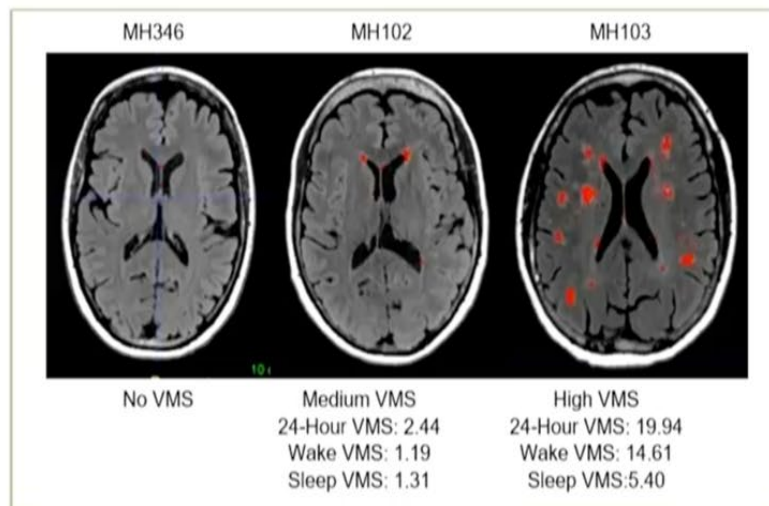 MH346
MH102
MH103
10
No VMS
Medium VMS
24-Hour VMS: 2.44
Wake VMS: 1.19
Sleep VMS: 1.31
High VMS
24-Hour VMS: 19.94
Wake VMS: 14.61
Sleep VMS:5.40